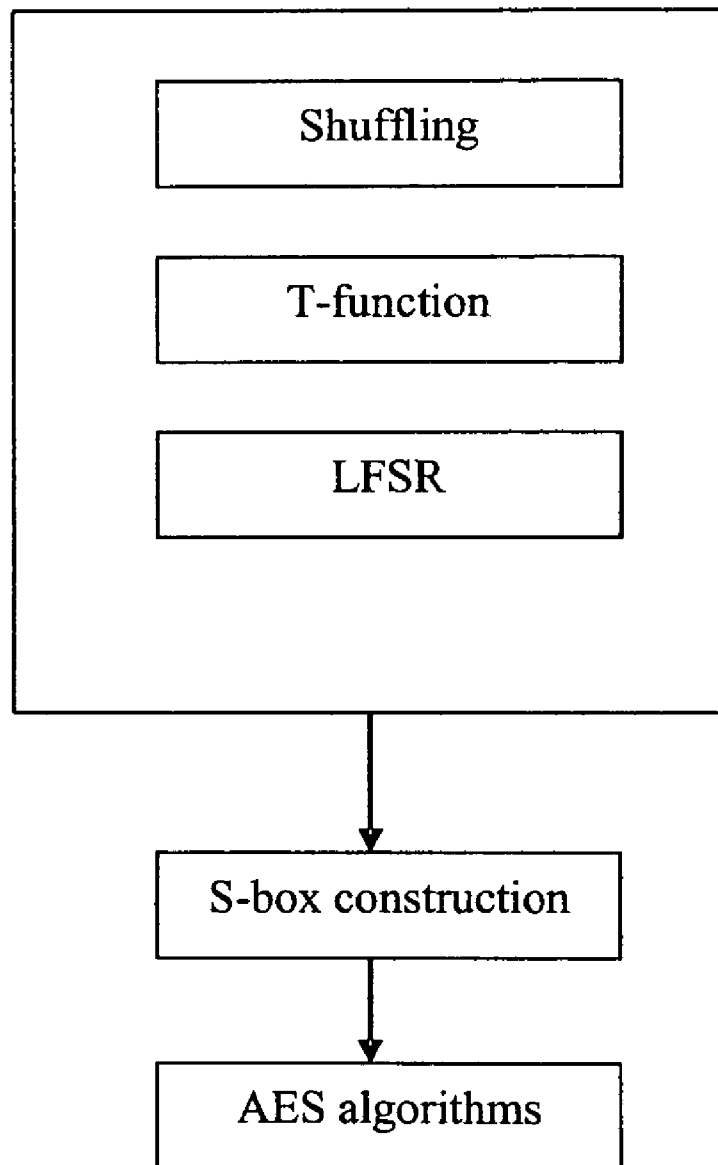 Shuffling
T-function
LFSR
S-box construction
AES algorithms